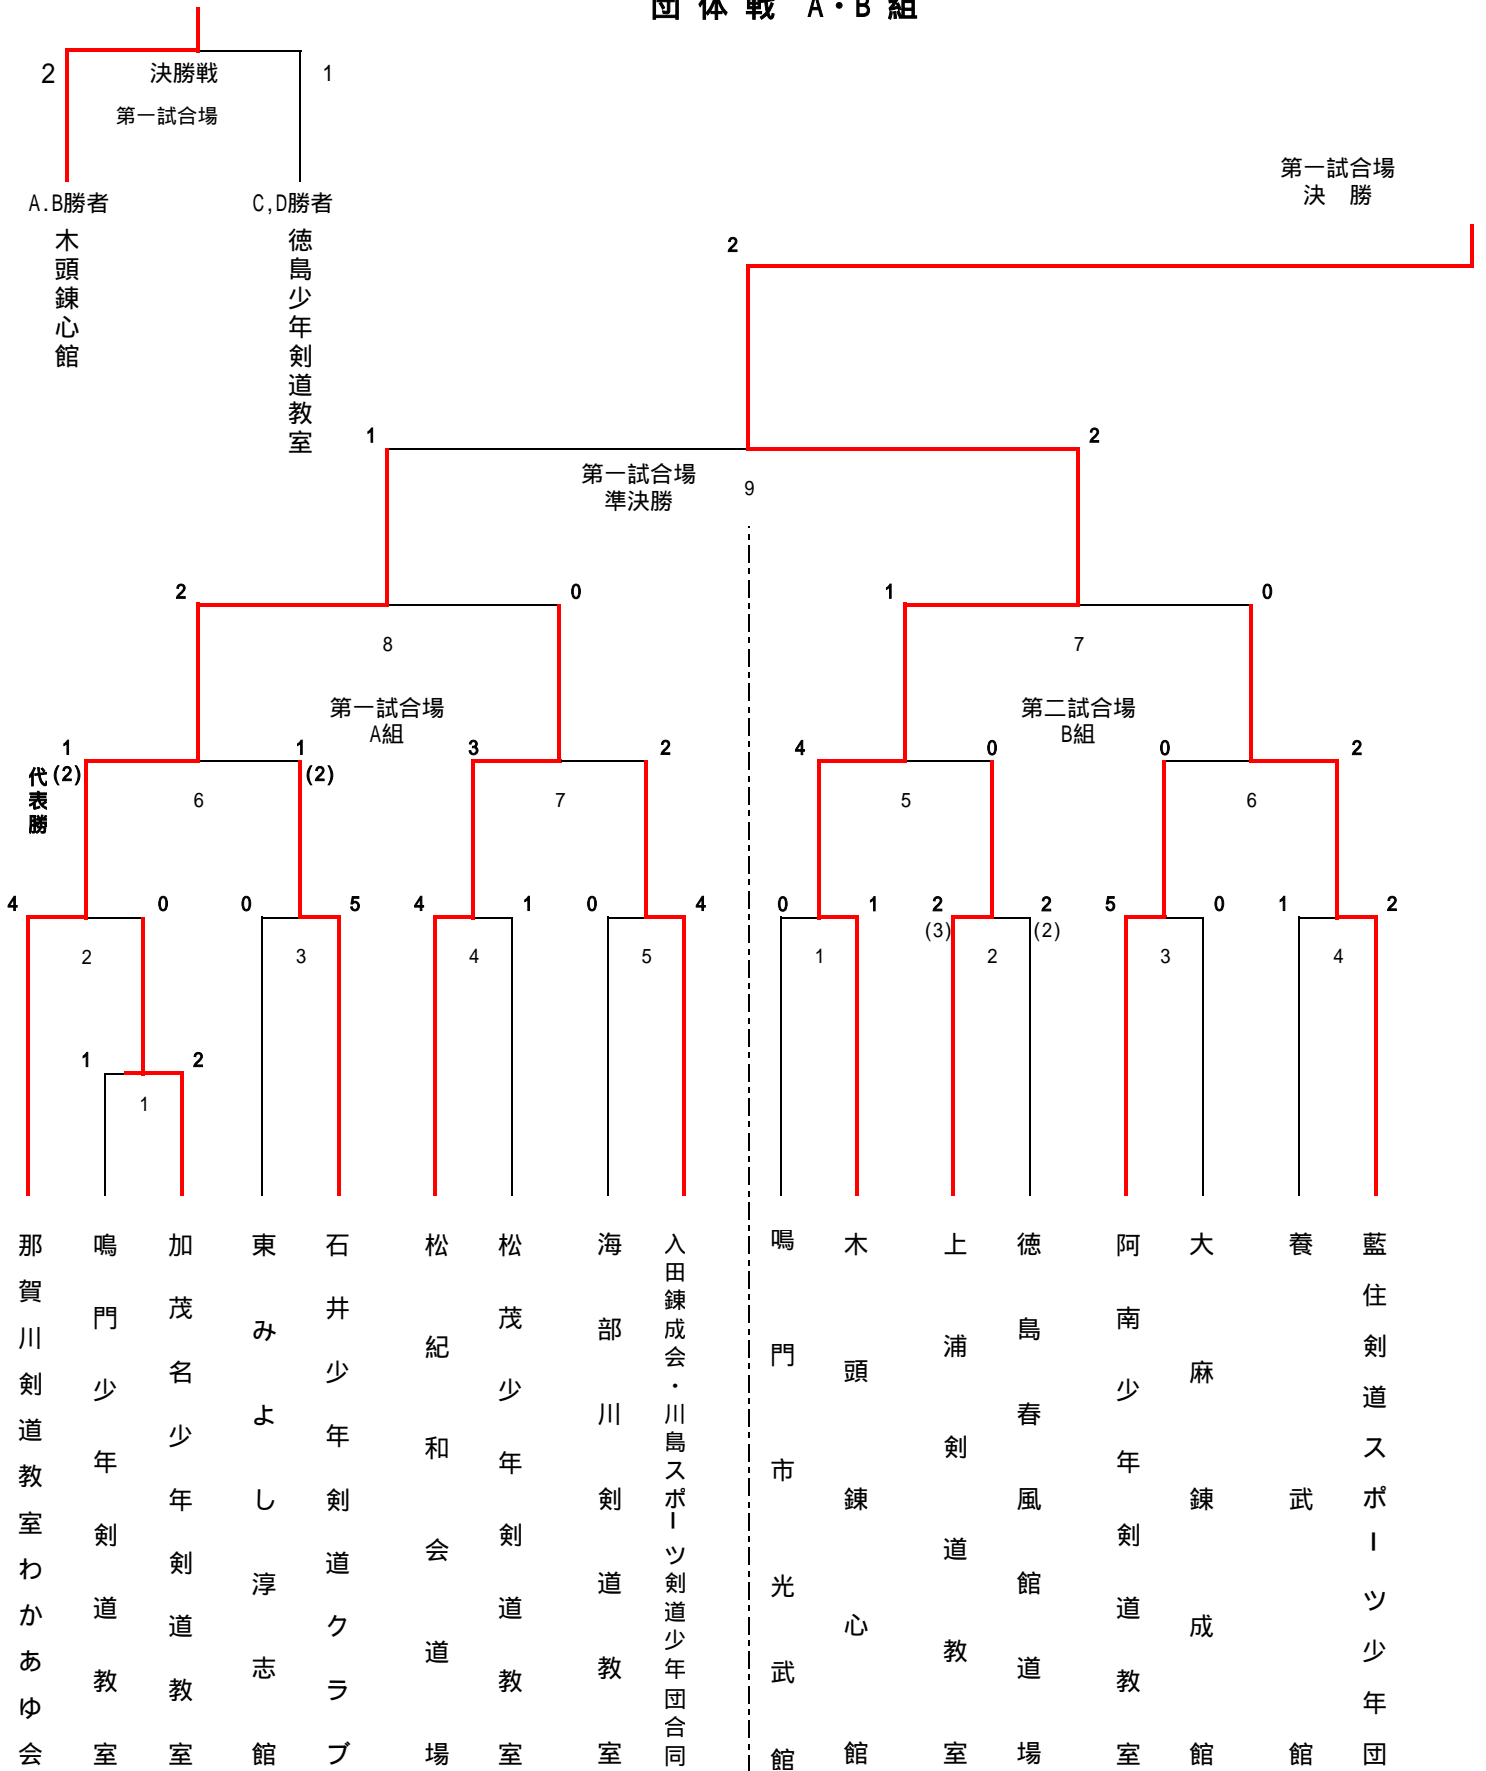 団体戦 A・B組
2 決勝戦 1
第一試合場
A.B勝者 C,D勝者
木頭錬心館
徳島少年剣道教室
第一試合場
決 勝
2
1 2
第一試合場
準決勝
9
2 0 1 0
8 7
第一試合場
A組
第二試合場
B組
1 1 3 2 4 0 0 2
(2) (2)
代表勝
6 7 5 6
4 0 0 5 4 1 0 4 0 1 2 2 5 0 1 2
(3) (2)
2 3 4 5 1 2 3 4
1 2
1
那賀川剣道教室わかあゆ会
鳴門少年剣道教室
加茂名少年剣道教室
東みよし淳志館
石井少年剣道クラブ
松紀和会道場
松茂少年剣道教室
海部川剣道教室
入田錬成会・川島スポーツ剣道少年団合同
鳴門市光武館
木頭錬心館
上浦剣道教室
徳島春風館道場
阿南少年剣道教室
大麻錬成館
養武館
藍住剣道スポーツ少年団